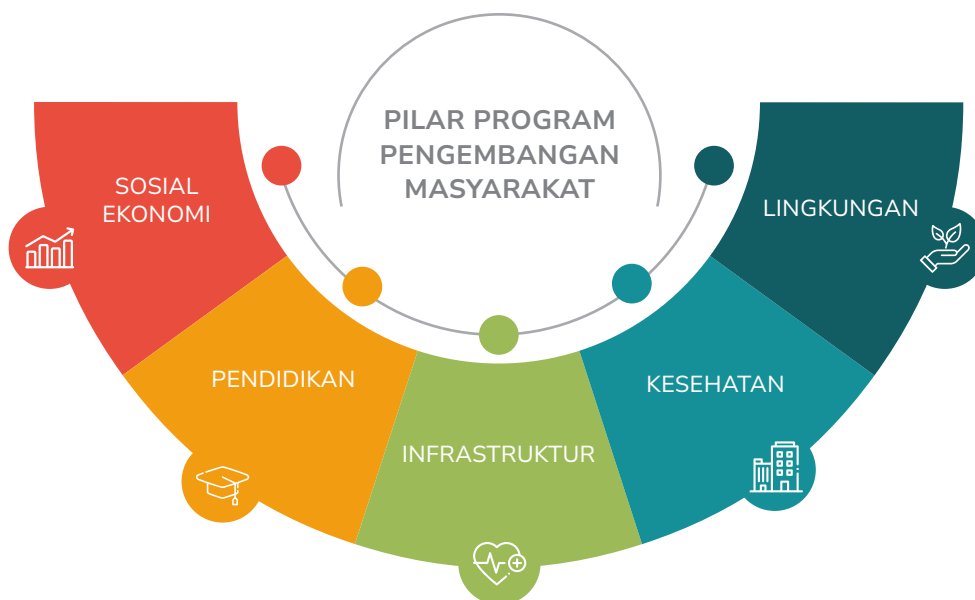 PILAR PROGRAM
PENGEMBANGAN
MASYARAKAT
SOSIAL
EKONOMI
PENDIDIKAN
INFRASTRUKTUR
KESEHATAN
LINGKUNGAN